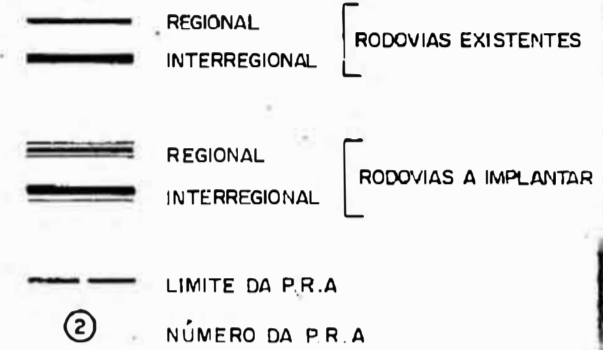 REGIONAL
RODOVIAS EXISTENTES
INTERREGIONAL
REGIONAL
RODOVIAS A IMPLANTAR
INTERREGIONAL
LIMITE DA P.R.A
2 NÚMERO DA P.R.A